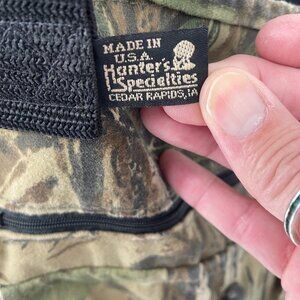 MADE IN
U.S.A.
Hunter's
Specialties
CEDAR RAPIDS, IA